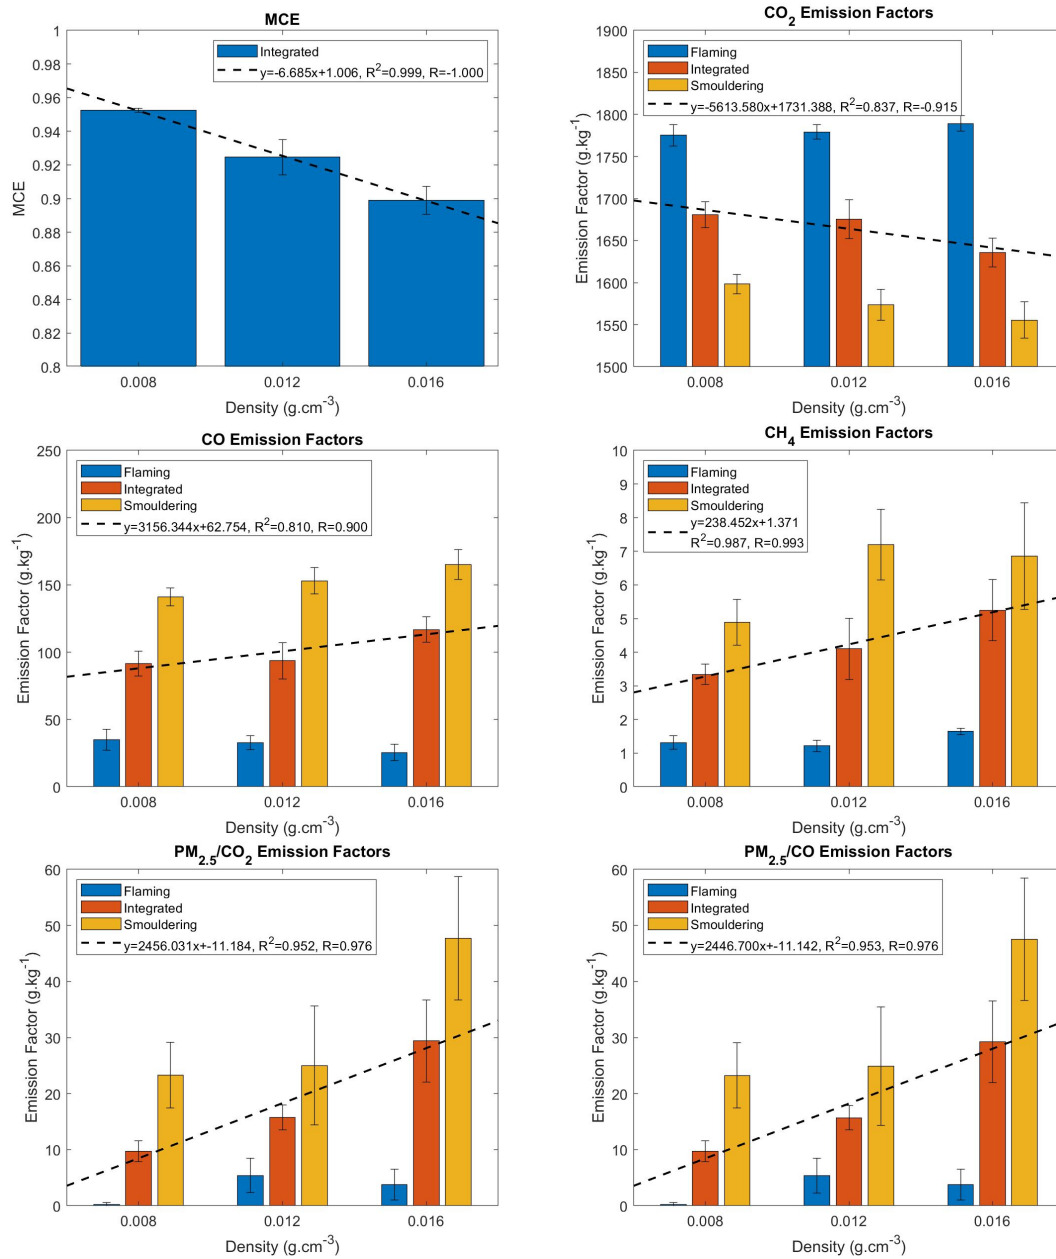 MCE
1
0.98
0.96
0.94
0.92
0.9
0.88
0.86
0.84
0.82
0.8
MCE
Integrated
y=-6.685x+1.006, R²=0.999, R=-1.000
0.008 0.012 0.016
Density (g.cm⁻³)
CO₂ Emission Factors
1900
1850
1800
1750
1700
1650
1600
1550
1500
Emission Factor (g.kg⁻¹)
Flaming
Integrated
Smouldering
y=-5613.580x+1731.388, R²=0.837, R=-0.915
0.008 0.012 0.016
Density (g.cm⁻³)
CO Emission Factors
250
200
150
100
50
0
Emission Factor (g.kg⁻¹)
Flaming
Integrated
Smouldering
y=3156.344x+62.754, R²=0.810, R=0.900
0.008 0.012 0.016
Density (g.cm⁻³)
CH₄ Emission Factors
10
9
8
7
6
5
4
3
2
1
0
Emission Factor (g.kg⁻¹)
Flaming
Integrated
Smouldering
y=238.452x+1.371
R²=0.987, R=0.993
0.008 0.012 0.016
Density (g.cm⁻³)
PM₂.₅/CO₂ Emission Factors
60
50
40
30
20
10
0
Emission Factor (g.kg⁻¹)
Flaming
Integrated
Smouldering
y=2456.031x+-11.184, R²=0.952, R=0.976
0.008 0.012 0.016
Density (g.cm⁻³)
PM₂.₅/CO Emission Factors
60
50
40
30
20
10
0
Emission Factor (g.kg⁻¹)
Flaming
Integrated
Smouldering
y=2446.700x+-11.142, R²=0.953, R=0.976
0.008 0.012 0.016
Density (g.cm⁻³)